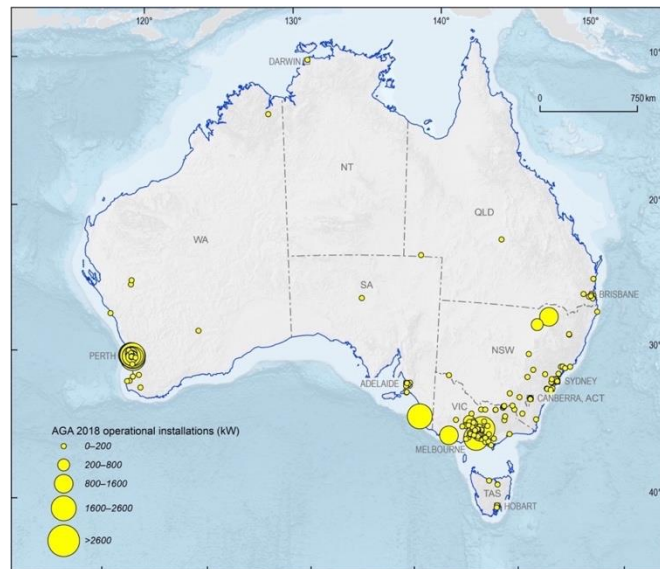 120° 130° 140° 150°
DARWIN
10°
0 750 km
NT
QLD
20°
WA
SA
BRISBANE
NSW
30°
PERTH
ADELAIDE
SYDNEY
CANBERRA, ACT
VIC
MELBOURNE
AGA 2018 operational installations (kW)
0–200
200–800
800–1600
1600–2600
>2600
TAS
40°
HOBART